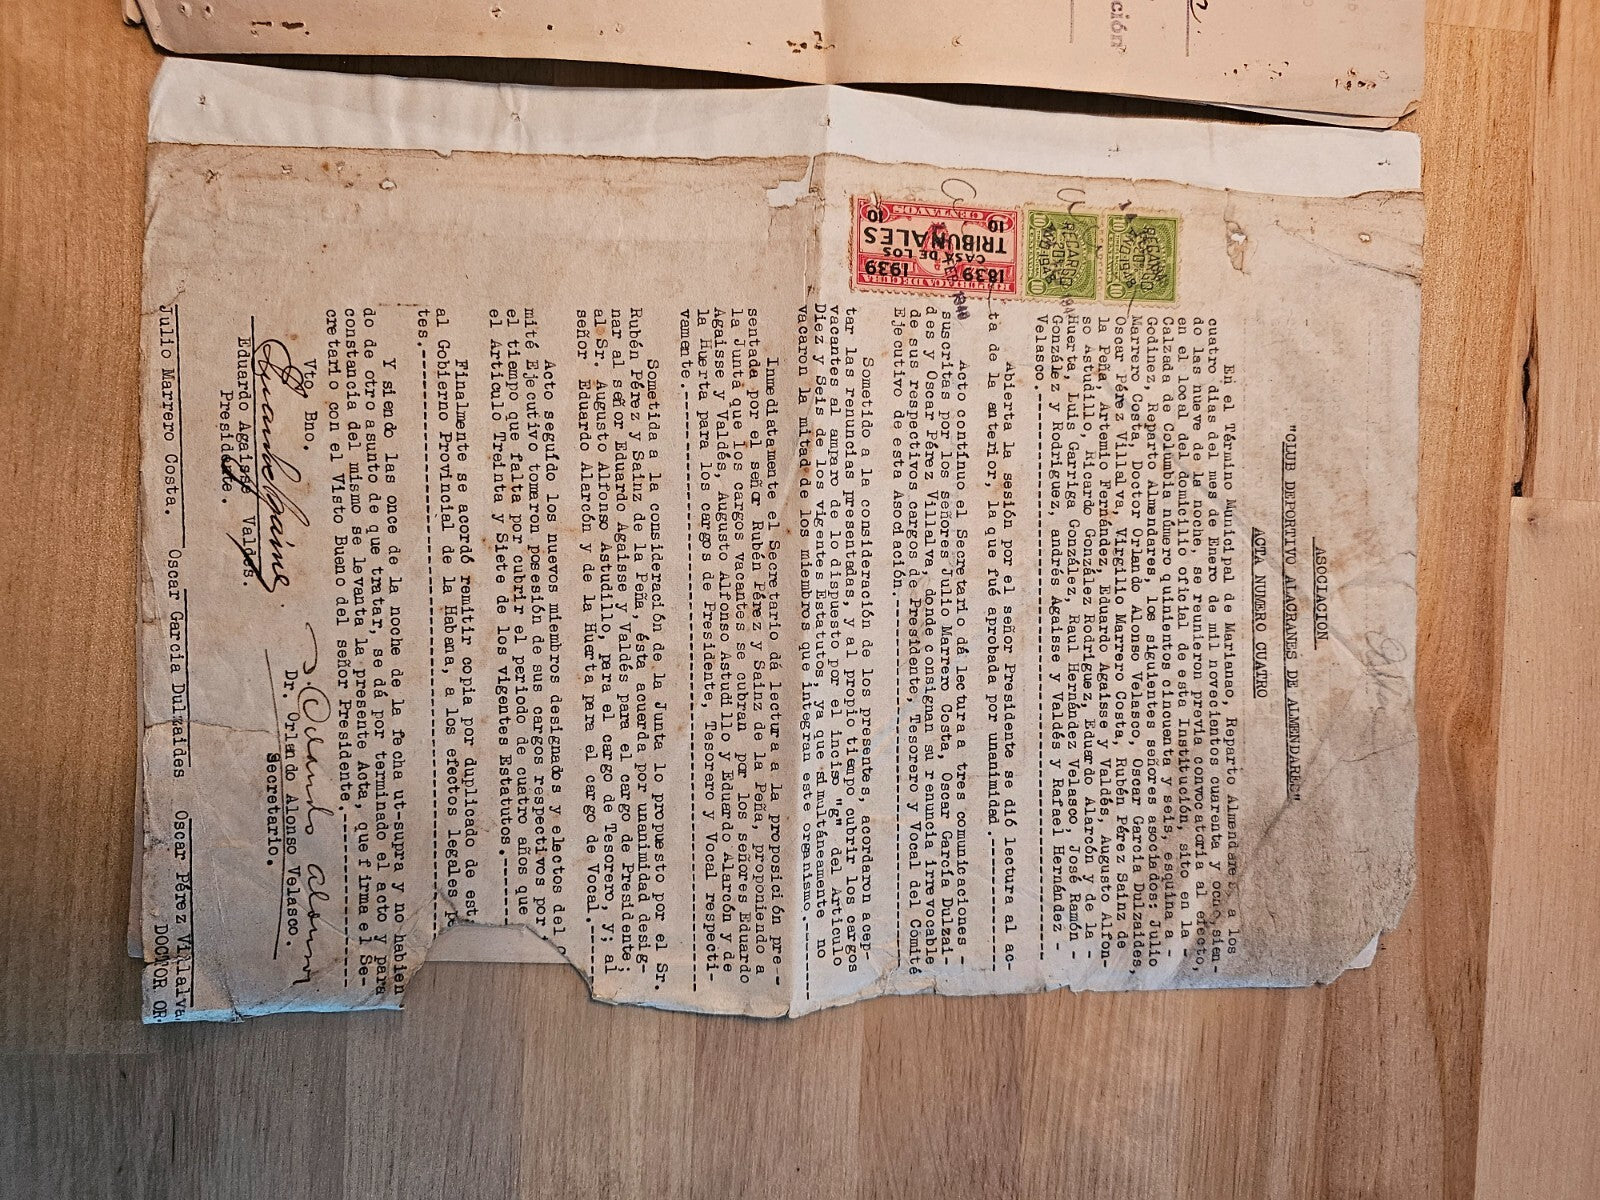 ASOCIACION.
"CLUB DEPORTIVO ALACRANES DE ALMENDARES"
ACTA NUMERO CUATRO
En el Término Municipal de Marianao, Reparto Almendares, a los
cuatro días del mes de Enero de mil novecientos cuarenta y ocho, sien-
do las nueve de la noche, se reunieron previa convocatoria al efecto,
en el local del domicilio oficial de esta Institución, sito en la -
Calzada de Columbia número quinientos cincuenta y seis, esquina a -
Godinez, Reparto Almendares, los siguientes señores asociados: Julio
Marrero Costa, Doctor Orlando Alonso Velasco, Oscar García Dulzaides,
Oscar Pérez Villalva, Virgilio Marrero Costa, Rubén Pérez Sainz de
la Peña, Artemio Fernández, Eduardo Agaisse y Valdés, Augusto Alfon-
so Astudillo, Ricardo González Rodriguez, Eduardo Alarcón y de la -
Huerta, Luis Garriga González, Raul Hernández Velasco; José Ramón -
González y Rodriguez, andrés Agaisse y Valdés y Rafael Hernández -
Velasco.
Abierta la sesión por el señor Presidente se dió lectura al ac-
ta de la anterior, la que fué aprobada por unanimidad.
Acto contínuo el Secretario dá lectura a tres comunicaciones -
suscritas por los señores Julio Marrero Costa, Oscar García Dulzai-
des y Oscar Pérez Villalva, donde consignan su renuncia irrevocable
de sus respectivos cargos de Presidente, Tesorero y Vocal del Cómité
Ejecutivo de esta Asociación.
Sometido a la consideración de los presentes, acordaron acep-
tar las renuncias presentadas, y al propio tiempo cubrir los cargos
vacantes al amparo de lo dispuesto por el inciso "g" del Artículo
Diez y Seis de los vigentes Estatutos, ya que simultáneamente no
vacaron la mitad de los miembros que integran este organismo.
Inmediatamente el Secretario dá lectura a la proposición pre--
sentada por el señor Rubén Pérez y Sainz de la Peña, proponiendo a
la Junta que los cargos vacantes se cubran por los señores Eduardo
Agaisse y Valdés, Augusto Alfonso Astudillo y Eduardo Alarcón y de
la Huerta para los cargos de Presidente, Tesorero y Vocal respecti-
vamente.
Sometida a la consideración de la Junta lo propuesto por el Sr.
Rubén Pérez y Sainz de la Peña, ésta acuerda por unanimidad desig-
nar al señor Eduardo Agaisse y Valdés para el cargo de Presidente;
al Sr. Augusto Alfonso Astudillo, para el cargo de Tesorero, y; al
señor Eduardo Alarcón y de la Huerta para el cargo de Vocal.
Acto seguído los nuevos miembros designados y electos del
mité Ejecutivo tomaron posesión de sus cargos respectivos por
el tiempo que falta por cubrir el periodo de cuatro años que
el Artículo Treinta y Siete de los vigentes Estatutos.
Finalmente se acordó remitir copia por duplicado de est
al Gobierno Provincial de la Habana, a los efectos legales
tes.
Y siendo las once de la noche de la fecha ut-supra y no habien
do de otro asunto de que tratar, se dá por terminado el acto y para
constancia del mismo se levanta la presente Acta, que firma el Se-
cretario con el Visto Bueno del señor Presidente.
Vto. Bno.
Eduardo Agaisse Valdés.
Presidente.
J. Orlando Alonso
Dr. Orlando Alonso Velasco.
Secretario.
Julio Marrero Costa. Oscar García Dulzaides Oscar Pérez Villalva
DOCTOR OR-
1839 1939
CASA DE LOS
TRIBUNALES
10 10
REPUBLICA DE CUBA
CENTAVOS
RECARGO
10
RECARGO
10
ción